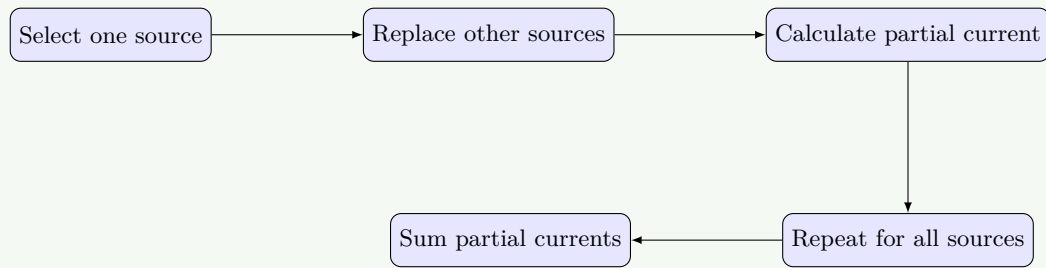 Select one source
Replace other sources
Calculate partial current
Repeat for all sources
Sum partial currents